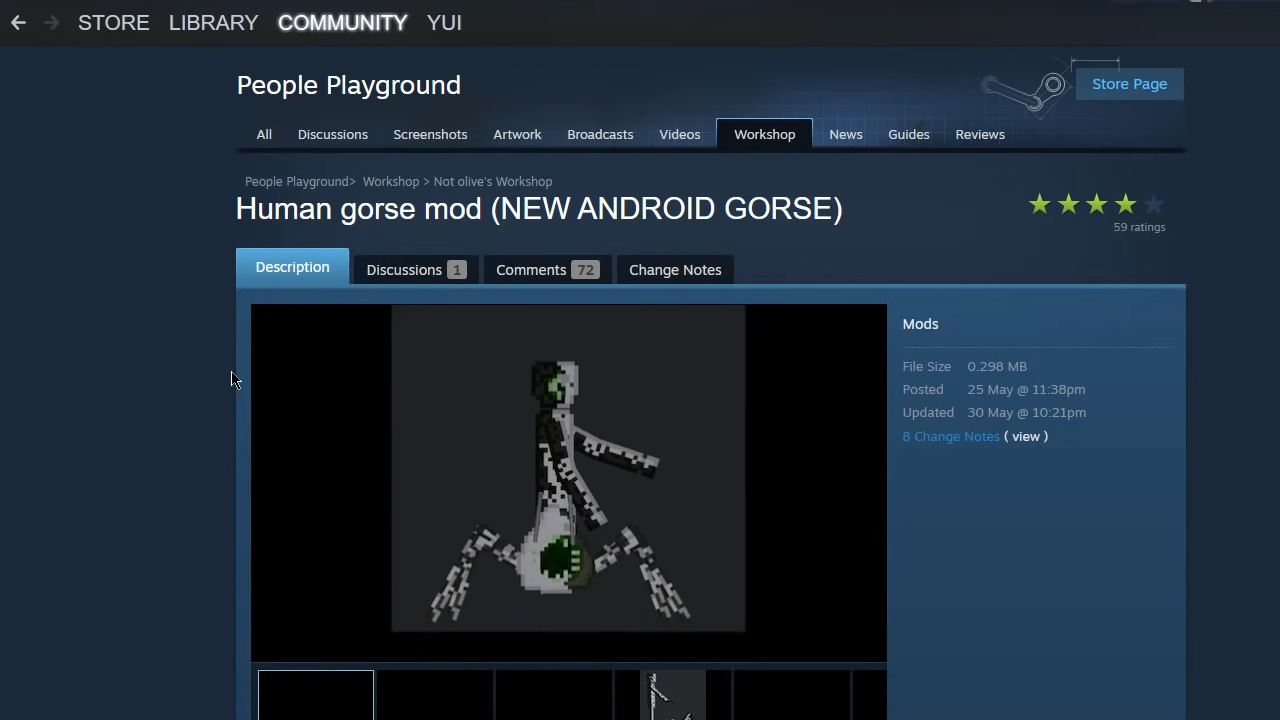 STORE LIBRARY COMMUNITY YUI
People Playground
Store Page
All Discussions Screenshots Artwork Broadcasts Videos Workshop News Guides Reviews
People Playground> Workshop > Not olive's Workshop
Human gorse mod (NEW ANDROID GORSE)
59 ratings
Description Discussions 1 Comments 72 Change Notes
Mods
File Size 0.298 MB
Posted 25 May @ 11:38pm
Updated 30 May @ 10:21pm
8 Change Notes ( view )